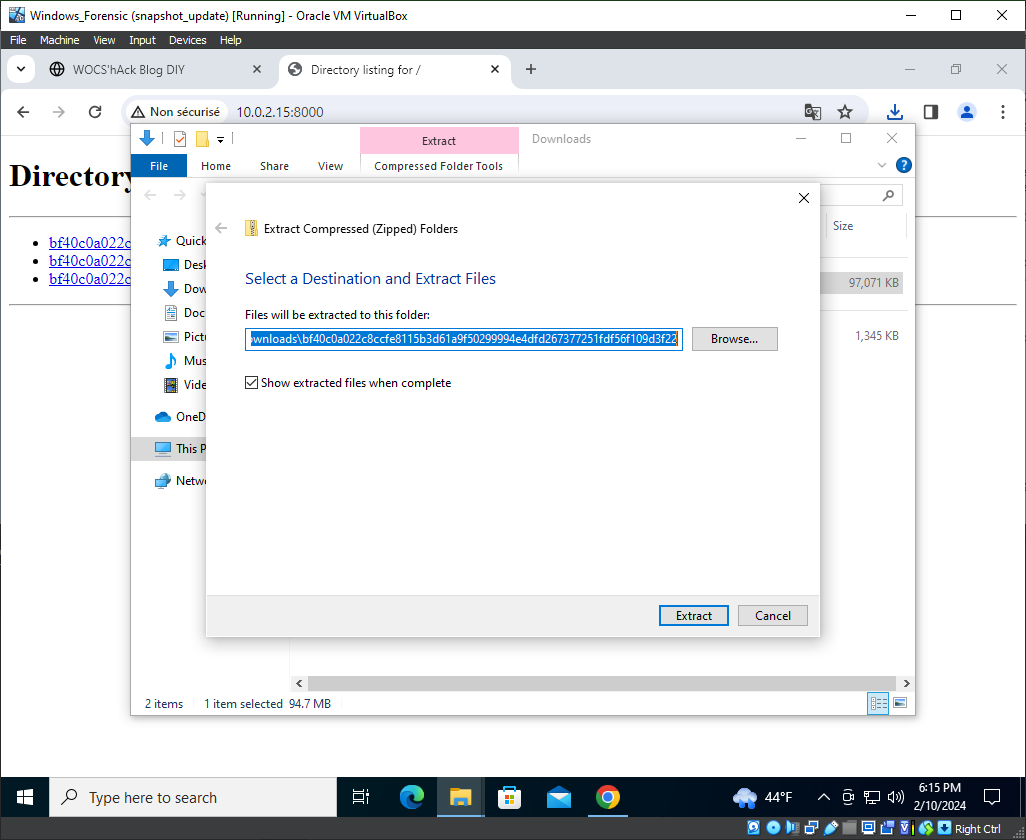 Windows_Forensic (snapshot_update) [Running] - Oracle VM VirtualBox
File Machine View Input Devices Help
WOCS'hAck Blog DIY
Directory listing for /
Non sécurisé 10.0.2.15:8000
Extract Downloads
File Home Share View Compressed Folder Tools
Directory
Extract Compressed (Zipped) Folders
Size
bf40c0a022c
bf40c0a022c
bf40c0a022c
Quick
Desk
Dow
Doc
Pictu
Mus
Vide
OneD
This P
Netwo
Select a Destination and Extract Files
97,071 KB
Files will be extracted to this folder:
wnloads\bf40c0a022c8ccfe8115b3d61a9f50299994e4dfd267377251fdf56f109d3f22 Browse...
1,345 KB
Show extracted files when complete
Extract Cancel
2 items 1 item selected 94.7 MB
Type here to search
44°F
6:15 PM
2/10/2024
Right Ctrl